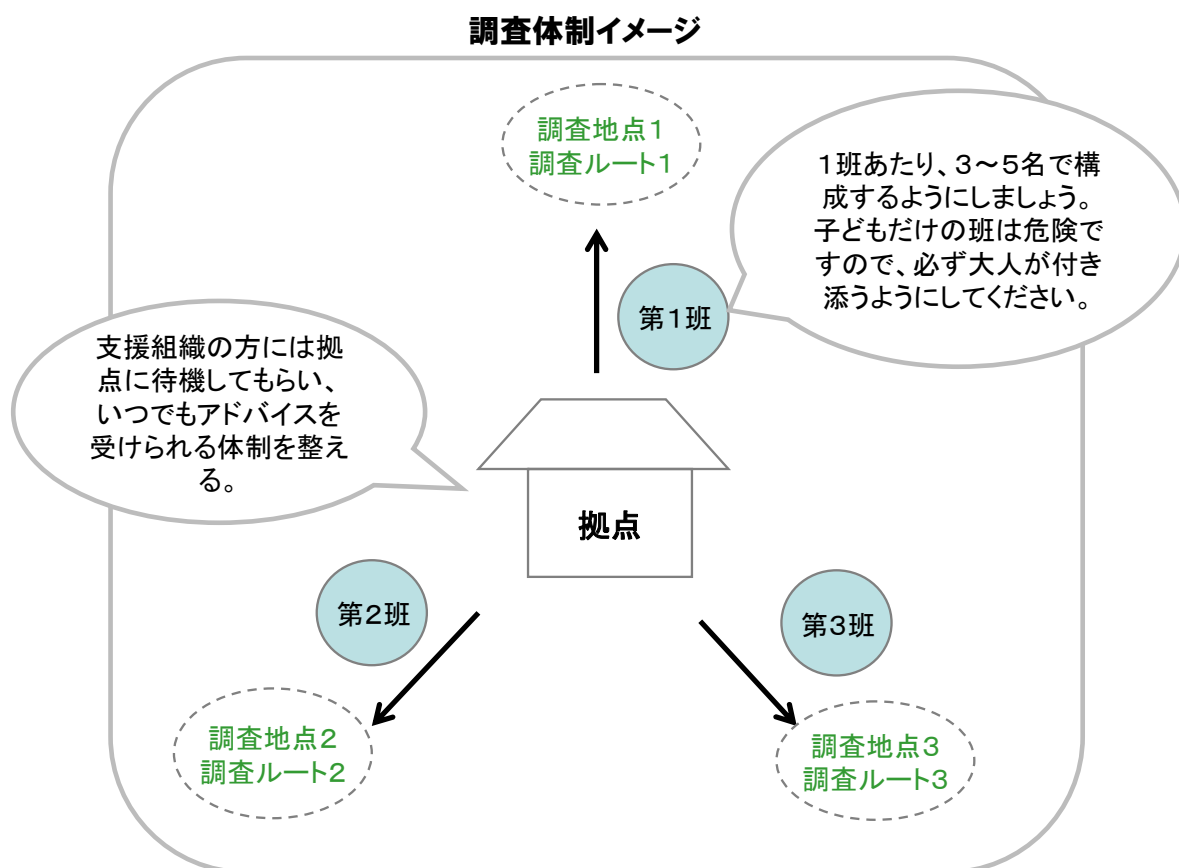 調査体制イメージ
調査地点１
調査ルート１
１班あたり、３～５名で構
成するようにしましょう。
子どもだけの班は危険で
すので、必ず大人が付き
添うようにしてください。
第１班
支援組織の方には拠
点に待機してもらい、
いつでもアドバイスを
受けられる体制を整え
る。
拠点
第２班
第３班
調査地点２
調査ルート２
調査地点３
調査ルート３